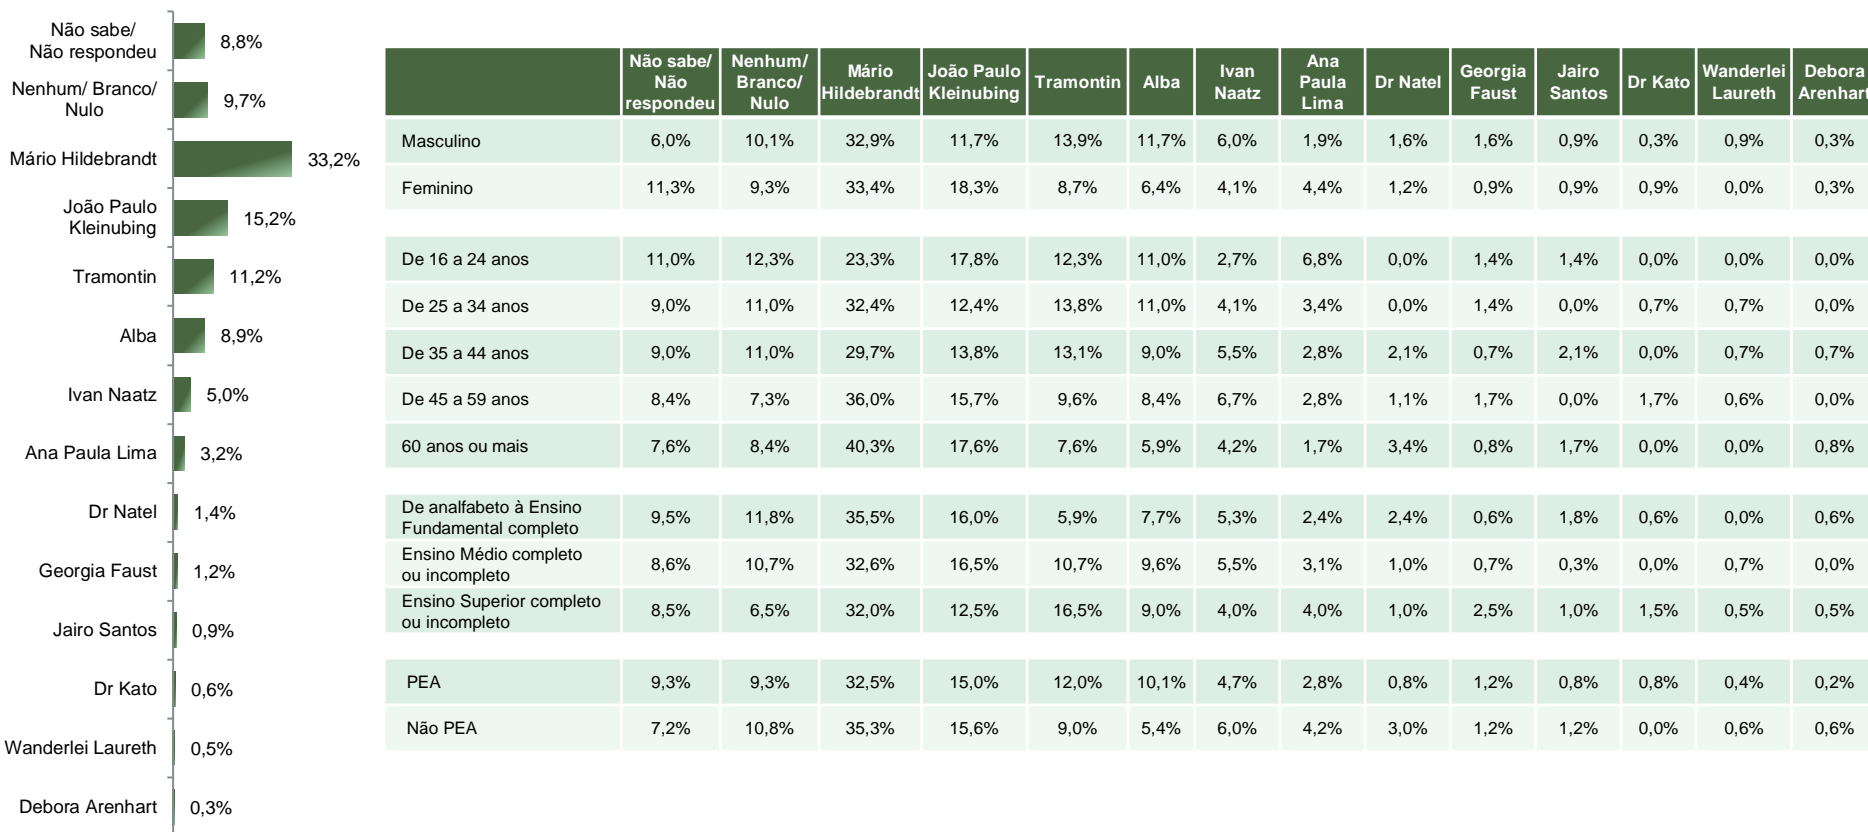 Não sabe/
Não respondeu
8,8%
Nenhum/ Branco/
Nulo
9,7%
Mário Hildebrandt
33,2%
João Paulo
Kleinubing
15,2%
Tramontin
11,2%
Alba
8,9%
Ivan Naatz
5,0%
Ana Paula Lima
3,2%
Dr Natel
1,4%
Georgia Faust
1,2%
Jairo Santos
0,9%
Dr Kato
0,6%
Wanderlei Laureth
0,5%
Debora Arenhart
0,3%
Não sabe/
Não
respondeu
Nenhum/
Branco/
Nulo
Mário
Hildebrandt
João Paulo
Kleinubing
Tramontin
Alba
Ivan
Naatz
Ana
Paula
Lima
Dr Natel
Georgia
Faust
Jairo
Santos
Dr Kato
Wanderlei
Laureth
Debora
Arenhart
Masculino 6,0% 10,1% 32,9% 11,7% 13,9% 11,7% 6,0% 1,9% 1,6% 1,6% 0,9% 0,3% 0,9% 0,3%
Feminino 11,3% 9,3% 33,4% 18,3% 8,7% 6,4% 4,1% 4,4% 1,2% 0,9% 0,9% 0,9% 0,0% 0,3%
De 16 a 24 anos 11,0% 12,3% 23,3% 17,8% 12,3% 11,0% 2,7% 6,8% 0,0% 1,4% 1,4% 0,0% 0,0% 0,0%
De 25 a 34 anos 9,0% 11,0% 32,4% 12,4% 13,8% 11,0% 4,1% 3,4% 0,0% 1,4% 0,0% 0,7% 0,7% 0,0%
De 35 a 44 anos 9,0% 11,0% 29,7% 13,8% 13,1% 9,0% 5,5% 2,8% 2,1% 0,7% 2,1% 0,0% 0,7% 0,7%
De 45 a 59 anos 8,4% 7,3% 36,0% 15,7% 9,6% 8,4% 6,7% 2,8% 1,1% 1,7% 0,0% 1,7% 0,6% 0,0%
60 anos ou mais 7,6% 8,4% 40,3% 17,6% 7,6% 5,9% 4,2% 1,7% 3,4% 0,8% 1,7% 0,0% 0,0% 0,8%
De analfabeto à Ensino
Fundamental completo
9,5% 11,8% 35,5% 16,0% 5,9% 7,7% 5,3% 2,4% 2,4% 0,6% 1,8% 0,6% 0,0% 0,6%
Ensino Médio completo
ou incompleto
8,6% 10,7% 32,6% 16,5% 10,7% 9,6% 5,5% 3,1% 1,0% 0,7% 0,3% 0,0% 0,7% 0,0%
Ensino Superior completo
ou incompleto
8,5% 6,5% 32,0% 12,5% 16,5% 9,0% 4,0% 4,0% 1,0% 2,5% 1,0% 1,5% 0,5% 0,5%
PEA 9,3% 9,3% 32,5% 15,0% 12,0% 10,1% 4,7% 2,8% 0,8% 1,2% 0,8% 0,8% 0,4% 0,2%
Não PEA 7,2% 10,8% 35,3% 15,6% 9,0% 5,4% 6,0% 4,2% 3,0% 1,2% 1,2% 0,0% 0,6% 0,6%